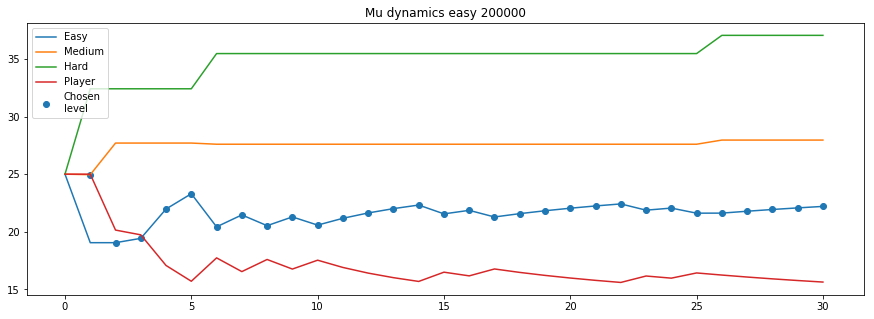 Mu dynamics easy 200000
Easy
Medium
Hard
Player
Chosen
level
35
30
25
20
15
0 5 10 15 20 25 30